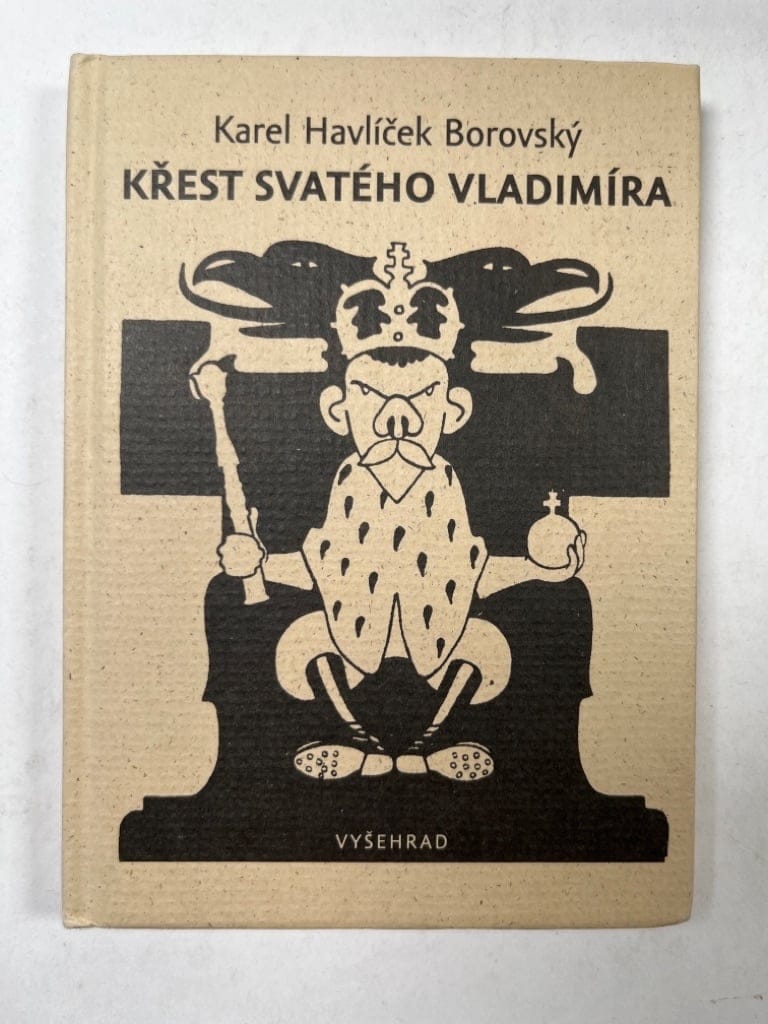 Karel Havlíček Borovský
KŘEST SVATÉHO VLADIMÍRA
VYŠEHRAD